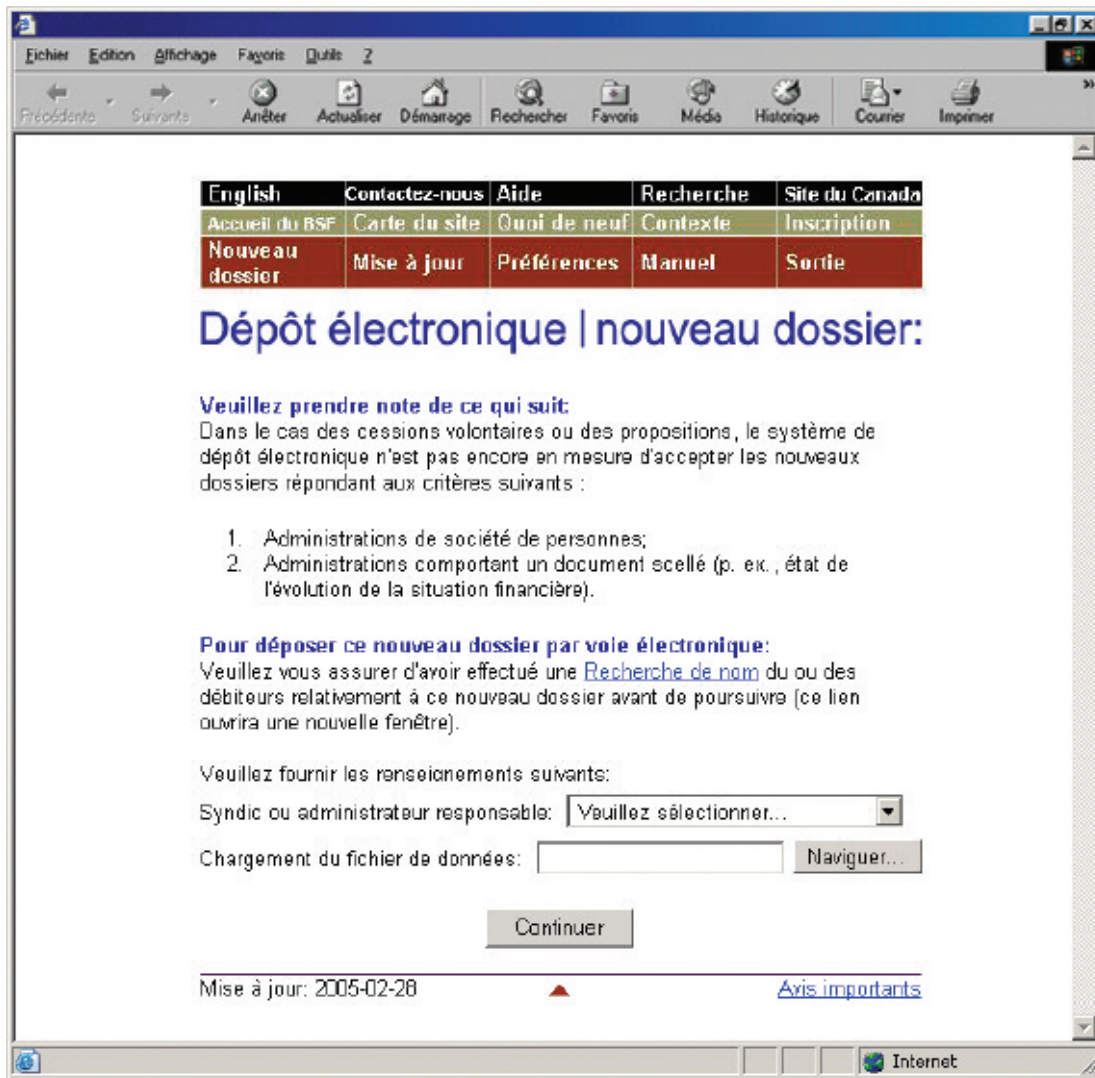 Fichier Edition Affichage Favoris Outils ?
Précédente Suivante Arrêter Actualiser Démarrage Rechercher Favoris Média Historique Courrier Imprimer »
English Contactez-nous Aide Recherche Site du Canada
Accueil du BSF Carte du site Quoi de neuf Contexte Inscription
Nouveau dossier Mise à jour Préférences Manuel Sortie
Dépôt électronique | nouveau dossier:
Veuillez prendre note de ce qui suit:
Dans le cas des cessions volontaires ou des propositions, le système de
dépôt électronique n'est pas encore en mesure d'accepter les nouveaux
dossiers répondant aux critères suivants :
1. Administrations de société de personnes;
2. Administrations comportant un document scellé (p. ex., état de
l'évolution de la situation financière).
Pour déposer ce nouveau dossier par voie électronique:
Veuillez vous assurer d'avoir effectué une Recherche de nom du ou des
débiteurs relativement à ce nouveau dossier avant de poursuivre (ce lien
ouvrira une nouvelle fenêtre).
Veuillez fournir les renseignements suivants:
Syndic ou administrateur responsable: Veuillez sélectionner...
Chargement du fichier de données: Naviguer...
Continuer
Mise à jour: 2005-02-28 Avis importants
Internet